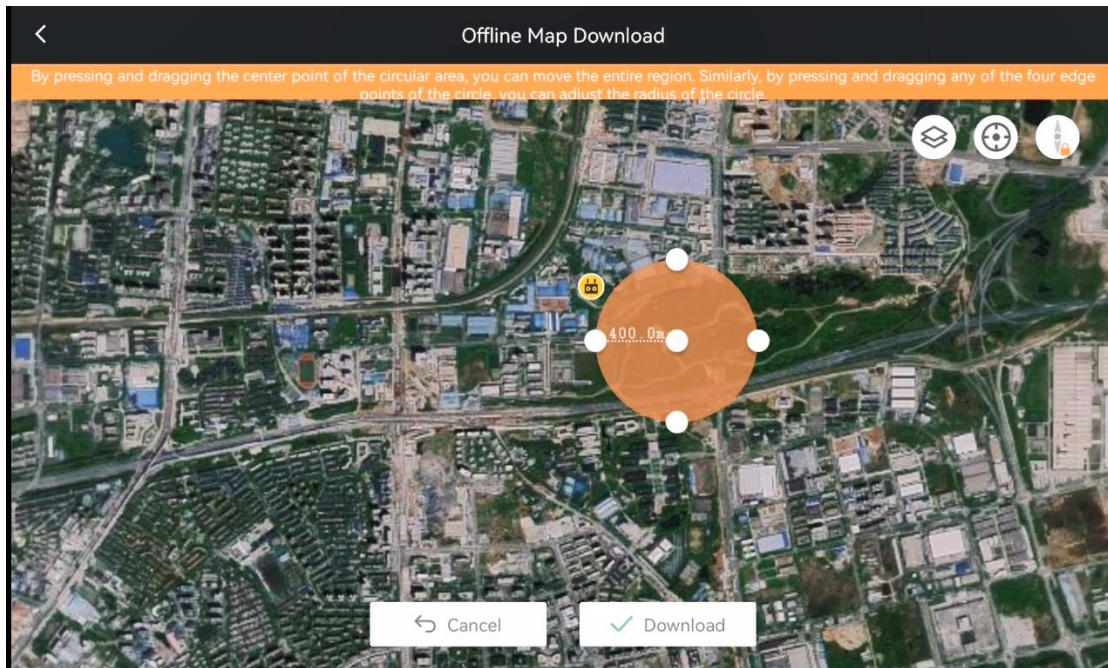 Offline Map Download
By pressing and dragging the center point of the circular area, you can move the entire region. Similarly, by pressing and dragging any of the four edge
points of the circle, you can adjust the radius of the circle.
400.0m
Cancel
Download